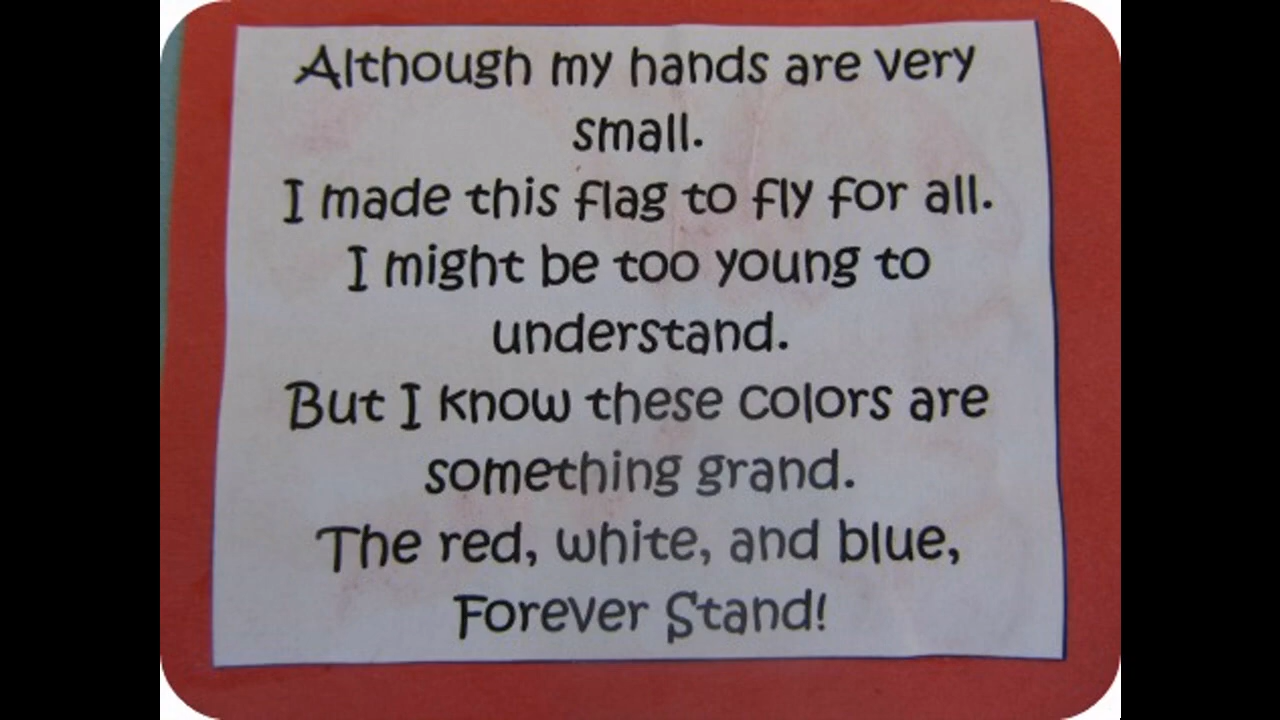 Although my hands are very
small.
I made this flag to fly for all.
I might be too young to
understand.
But I know these colors are
something grand.
The red, white, and blue,
Forever Stand!